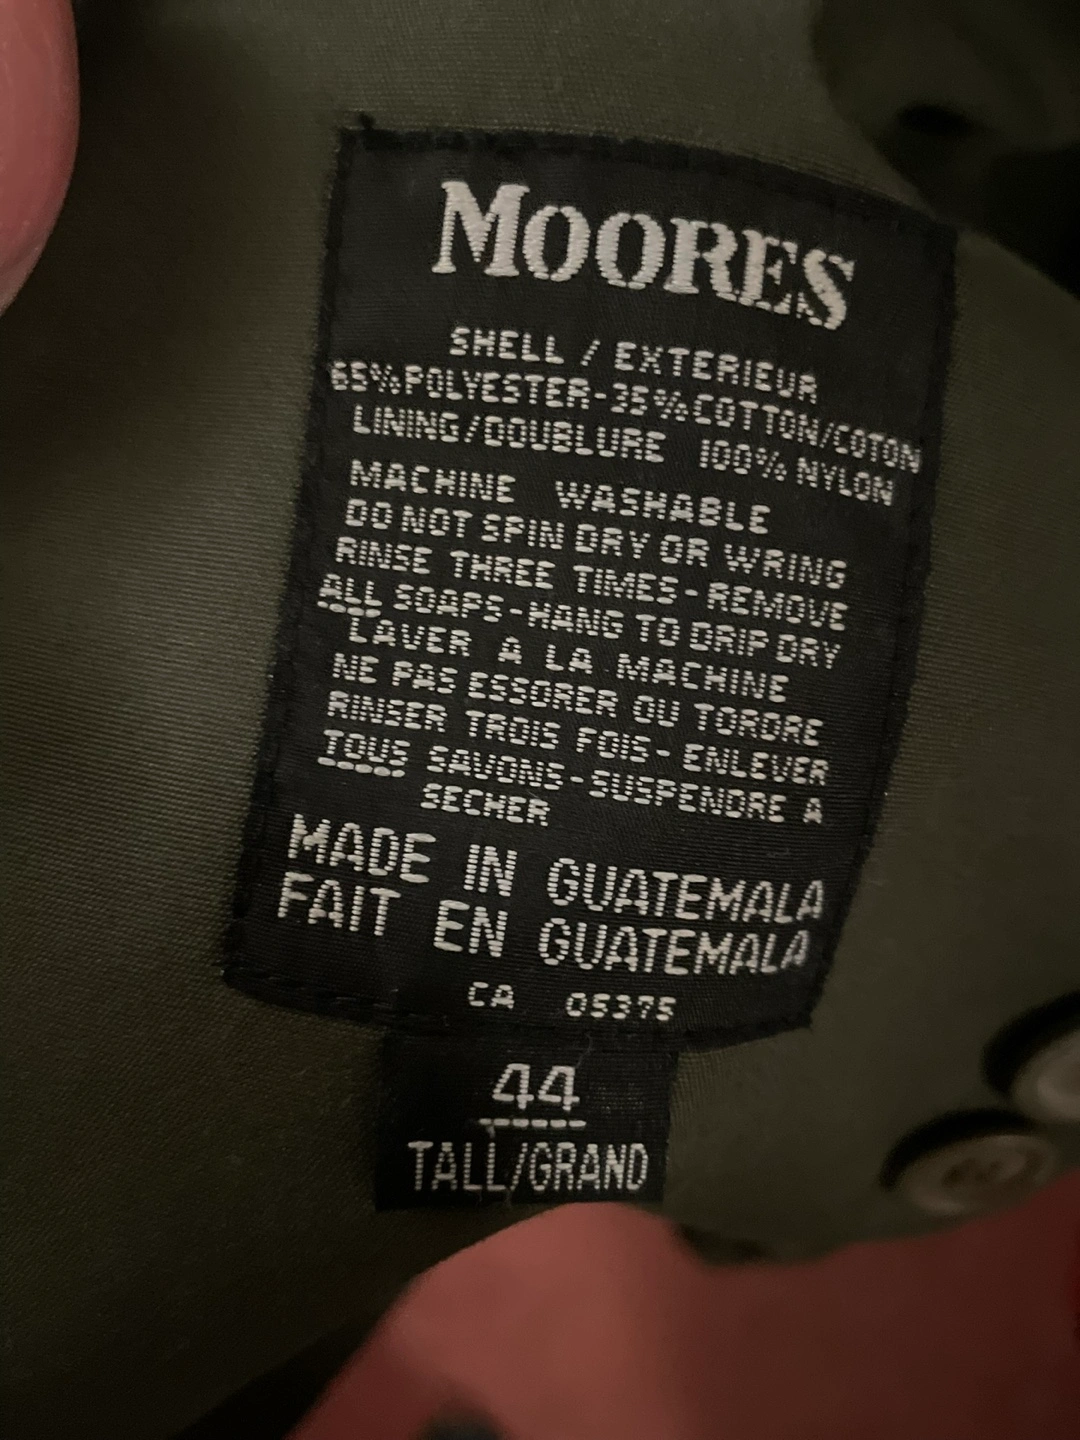 MOORES
SHELL / EXTERIEUR
65% POLYESTER-35% COTTON/COTON
LINING/DOUBLURE 100% NYLON
MACHINE WASHABLE
DO NOT SPIN DRY OR WRING
RINSE THREE TIMES-REMOVE
ALL SOAPS-HANG TO DRIP DRY
LAVER A LA MACHINE
NE PAS ESSORER OU TORDRE
RINSER TROIS FOIS-ENLEVER
TOUS SAVONS-SUSPENDRE A
SECHER
MADE IN GUATEMALA
FAIT EN GUATEMALA
CA 05375
44
TALL/GRAND